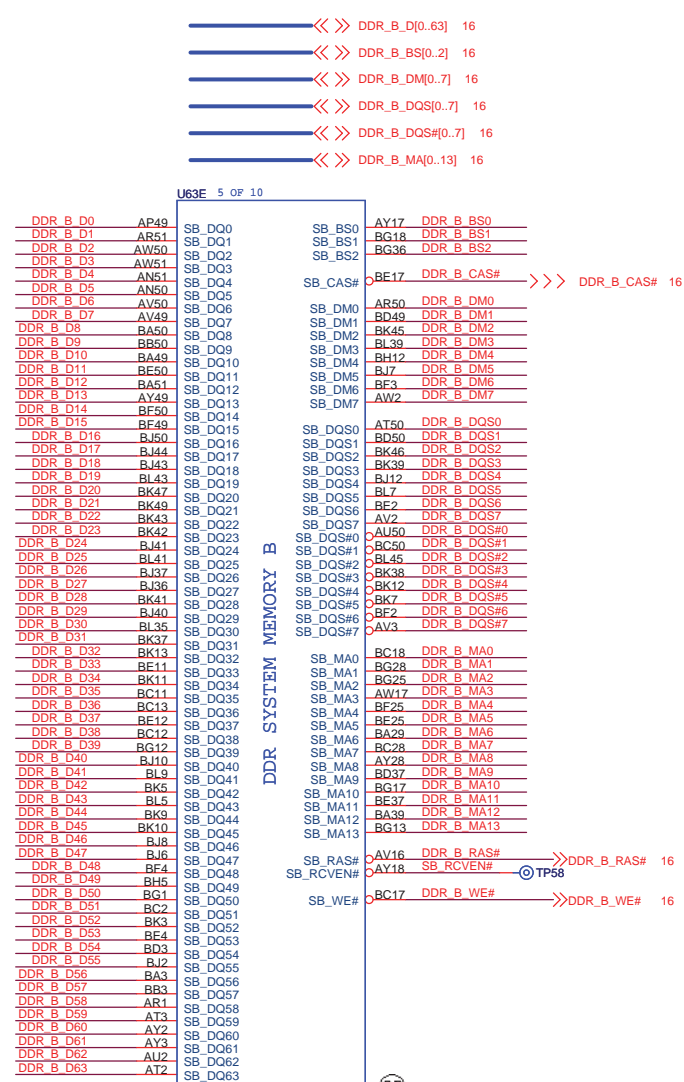 DDR_B_D[0..63] 16
DDR_B_BS[0..2] 16
DDR_B_DM[0..7] 16
DDR_B_DQS[0..7] 16
DDR_B_DQS#[0..7] 16
DDR_B_MA[0..13] 16
U63E 5 OF 10
DDR_B_D0 AP49 SB_DQ0 SB_BS0 AY17 DDR_B_BS0
DDR_B_D1 AR51 SB_DQ1 SB_BS1 BG18 DDR_B_BS1
DDR_B_D2 AW50 SB_DQ2 SB_BS2 BG36 DDR_B_BS2
DDR_B_D3 AW51 SB_DQ3
DDR_B_D4 AN51 SB_DQ4 SB_CAS# BE17 DDR_B_CAS# DDR_B_CAS# 16
DDR_B_D5 AN50 SB_DQ5
DDR_B_D6 AV50 SB_DQ6 SB_DM0 AR50 DDR_B_DM0
DDR_B_D7 AV49 SB_DQ7 SB_DM1 BD49 DDR_B_DM1
DDR_B_D8 BA50 SB_DQ8 SB_DM2 BK45 DDR_B_DM2
DDR_B_D9 BB50 SB_DQ9 SB_DM3 BL39 DDR_B_DM3
DDR_B_D10 BA49 SB_DQ10 SB_DM4 BH12 DDR_B_DM4
DDR_B_D11 BE50 SB_DQ11 SB_DM5 BJ7 DDR_B_DM5
DDR_B_D12 BA51 SB_DQ12 SB_DM6 BF3 DDR_B_DM6
DDR_B_D13 AY49 SB_DQ13 SB_DM7 AW2 DDR_B_DM7
DDR_B_D14 BF50 SB_DQ14
DDR_B_D15 BF49 SB_DQ15 SB_DQS0 AT50 DDR_B_DQS0
DDR_B_D16 BJ50 SB_DQ16 SB_DQS1 BD50 DDR_B_DQS1
DDR_B_D17 BJ44 SB_DQ17 SB_DQS2 BK46 DDR_B_DQS2
DDR_B_D18 BJ43 SB_DQ18 SB_DQS3 BK39 DDR_B_DQS3
DDR_B_D19 BL43 SB_DQ19 SB_DQS4 BJ12 DDR_B_DQS4
DDR_B_D20 BK47 SB_DQ20 SB_DQS5 BL7 DDR_B_DQS5
DDR_B_D21 BK49 SB_DQ21 SB_DQS6 BE2 DDR_B_DQS6
DDR_B_D22 BK43 SB_DQ22 SB_DQS7 AV2 DDR_B_DQS7
DDR_B_D23 BK42 SB_DQ23 SB_DQS#0 AU50 DDR_B_DQS#0
DDR_B_D24 BJ41 SB_DQ24 SB_DQS#1 BC50 DDR_B_DQS#1
DDR_B_D25 BL41 SB_DQ25 SB_DQS#2 BL45 DDR_B_DQS#2
DDR_B_D26 BJ37 SB_DQ26 SB_DQS#3 BK38 DDR_B_DQS#3
DDR_B_D27 BJ36 SB_DQ27 SB_DQS#4 BK12 DDR_B_DQS#4
DDR_B_D28 BK41 SB_DQ28 SB_DQS#5 BK7 DDR_B_DQS#5
DDR_B_D29 BJ40 SB_DQ29 SB_DQS#6 BF2 DDR_B_DQS#6
DDR_B_D30 BL35 SB_DQ30 SB_DQS#7 AV3 DDR_B_DQS#7
DDR_B_D31 BK37 SB_DQ31
DDR_B_D32 BK13 SB_DQ32 SB_MA0 BC18 DDR_B_MA0
DDR_B_D33 BE11 SB_DQ33 SB_MA1 BG28 DDR_B_MA1
DDR_B_D34 BK11 SB_DQ34 SB_MA2 BG25 DDR_B_MA2
DDR_B_D35 BC11 SB_DQ35 SB_MA3 AW17 DDR_B_MA3
DDR_B_D36 BC13 SB_DQ36 SB_MA4 BF25 DDR_B_MA4
DDR_B_D37 BE12 SB_DQ37 SB_MA5 BE25 DDR_B_MA5
DDR_B_D38 BC12 SB_DQ38 SB_MA6 BA29 DDR_B_MA6
DDR_B_D39 BG12 SB_DQ39 SB_MA7 BC28 DDR_B_MA7
DDR_B_D40 BJ10 SB_DQ40 SB_MA8 AY28 DDR_B_MA8
DDR_B_D41 BL9 SB_DQ41 SB_MA9 BD37 DDR_B_MA9
DDR_B_D42 BK5 SB_DQ42 SB_MA10 BG17 DDR_B_MA10
DDR_B_D43 BL5 SB_DQ43 SB_MA11 BE37 DDR_B_MA11
DDR_B_D44 BK9 SB_DQ44 SB_MA12 BA39 DDR_B_MA12
DDR_B_D45 BK10 SB_DQ45 SB_MA13 BG13 DDR_B_MA13
DDR_B_D46 BJ8 SB_DQ46
DDR_B_D47 BJ6 SB_DQ47 SB_RAS# AV16 DDR_B_RAS# DDR_B_RAS# 16
DDR_B_D48 BF4 SB_DQ48 SB_RCVEN# AY18 SB_RCVEN# TP58
DDR_B_D49 BH5 SB_DQ49
DDR_B_D50 BG1 SB_DQ50 SB_WE# BC17 DDR_B_WE# DDR_B_WE# 16
DDR_B_D51 BC2 SB_DQ51
DDR_B_D52 BK3 SB_DQ52
DDR_B_D53 BE4 SB_DQ53
DDR_B_D54 BD3 SB_DQ54
DDR_B_D55 BJ2 SB_DQ55
DDR_B_D56 BA3 SB_DQ56
DDR_B_D57 BB3 SB_DQ57
DDR_B_D58 AR1 SB_DQ58
DDR_B_D59 AT3 SB_DQ59
DDR_B_D60 AY2 SB_DQ60
DDR_B_D61 AY3 SB_DQ61
DDR_B_D62 AU2 SB_DQ62
DDR_B_D63 AT2 SB_DQ63
DDR SYSTEM MEMORY B